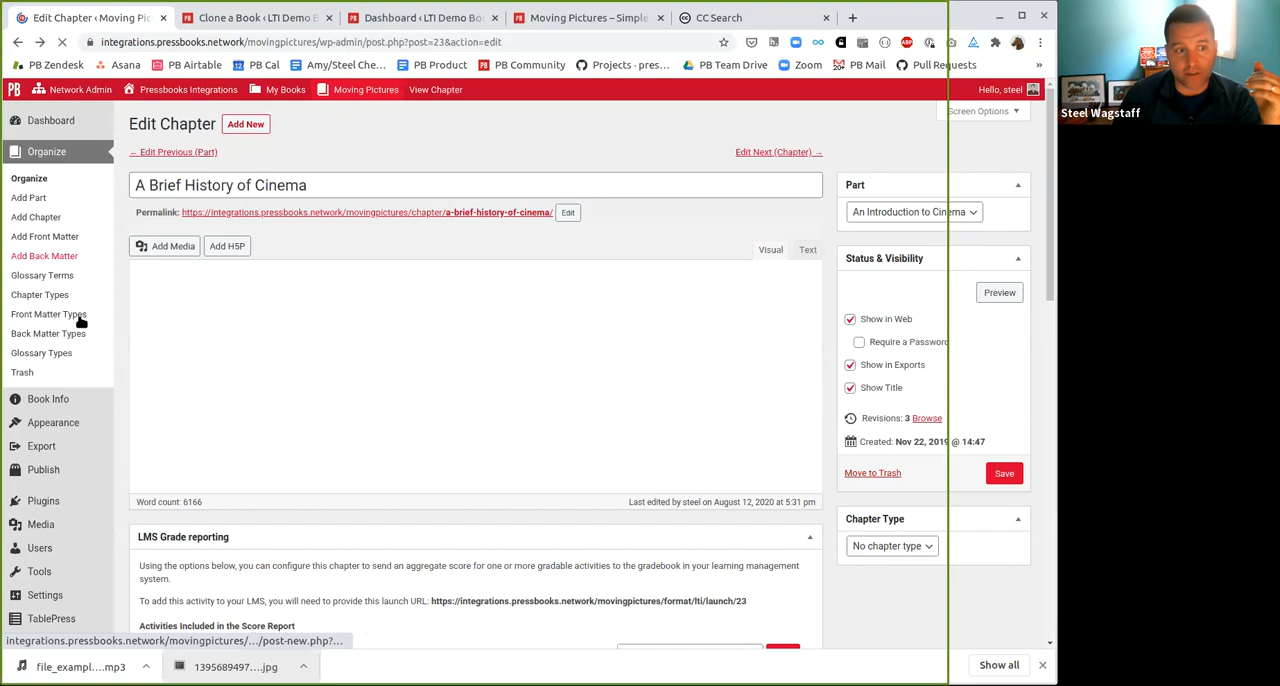 Edit Chapter ‹ Moving Pic
Clone a Book ‹ LTI Demo B
Dashboard ‹ LTI Demo Boo
Moving Pictures – Simple
CC Search
integrations.pressbooks.network/movingpictures/wp-admin/post.php?post=23&action=edit
PB Zendesk
Asana
PB Airtable
PB Cal
Amy/Steel Che...
PB Product
PB Community
Projects · pres...
PB Team Drive
Zoom
PB Mail
Pull Requests
»
Network Admin
Pressbooks Integrations
My Books
Moving Pictures
View Chapter
Hello, steel
Steel Wagstaff
Dashboard
Organize
Organize
Add Part
Add Chapter
Add Front Matter
Add Back Matter
Glossary Terms
Chapter Types
Front Matter Types
Back Matter Types
Glossary Types
Trash
Book Info
Appearance
Export
Publish
Plugins
Media
Users
Tools
Settings
TablePress
Screen Options
Edit Chapter
Add New
← Edit Previous (Part)
Edit Next (Chapter) →
A Brief History of Cinema
Permalink: https://integrations.pressbooks.network/movingpictures/chapter/a-brief-history-of-cinema/ Edit
Add Media
Add H5P
Visual
Text
Word count: 6166
Last edited by steel on August 12, 2020 at 5:31 pm
LMS Grade reporting
Using the options below, you can configure this chapter to send an aggregate score for one or more gradable activities to the gradebook in your learning management
system.
To add this activity to your LMS, you will need to provide this launch URL: https://integrations.pressbooks.network/movingpictures/format/lti/launch/23
Activities Included in the Score Report
Part
An Introduction to Cinema
Status & Visibility
Preview
Show in Web
Require a Password
Show in Exports
Show Title
Revisions: 3 Browse
Created: Nov 22, 2019 @ 14:47
Move to Trash
Save
Chapter Type
No chapter type
integrations.pressbooks.network/movingpictures/.../post-new.php?...
file_exampl....mp3
1395689497....jpg
Show all